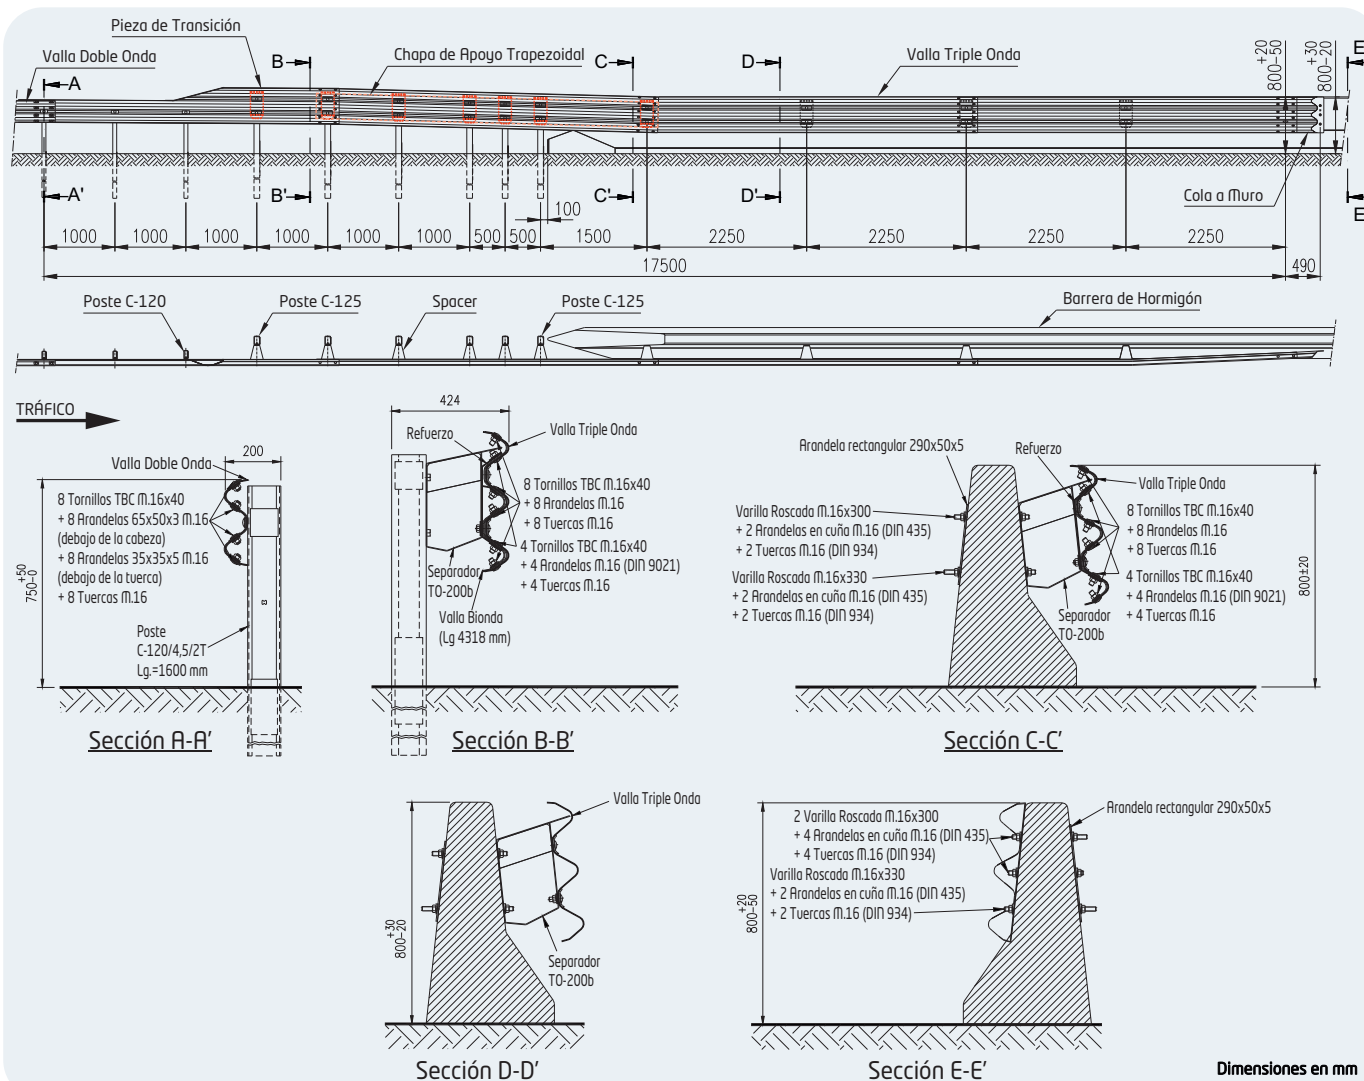 Pieza de Transición
Valla Doble Onda
Chapa de Apoyo Trapezoidal
Valla Triple Onda
A
B
C
D
E
+20
800-50
+30
800-20
A'
B'
C'
D'
E
Cola a Muro
100
1000
1000
1000
1000
1000
1000
500
500
1500
2250
2250
2250
2250
17500
490
Poste C-120
Poste C-125
Spacer
Poste C-125
Barrera de Hormigón
TRÁFICO
200
Valla Doble Onda
8 Tornillos TBC M.16x40
+ 8 Arandelas 65x50x3 M.16
(debajo de la cabeza)
+ 8 Arandelas 35x35x5 M.16
(debajo de la tuerca)
+ 8 Tuercas M.16
+50
750-0
Poste
C-120/4,5/2T
Lg.=1600 mm
Sección A-A'
424
Refuerzo
Valla Triple Onda
8 Tornillos TBC M.16x40
+ 8 Arandelas M.16
+ 8 Tuercas M.16
4 Tornillos TBC M.16x40
+ 4 Arandelas M.16 (DIN 9021)
+ 4 Tuercas M.16
Separador
TO-200b
Valla Bionda
(Lg 4318 mm)
Sección B-B'
Arandela rectangular 290x50x5
Refuerzo
Valla Triple Onda
Varilla Roscada M.16x300
+ 2 Arandelas en cuña M.16 (DIN 435)
+ 2 Tuercas M.16 (DIN 934)
Varilla Roscada M.16x330
+ 2 Arandelas en cuña M.16 (DIN 435)
+ 2 Tuercas M.16 (DIN 934)
8 Tornillos TBC M.16x40
+ 8 Arandelas M.16
+ 8 Tuercas M.16
4 Tornillos TBC M.16x40
+ 4 Arandelas M.16 (DIN 9021)
+ 4 Tuercas M.16
Separador
TO-200b
800±20
Sección C-C'
Valla Triple Onda
+30
800-20
Separador
TO-200b
Sección D-D'
2 Varilla Roscada M.16x300
+ 4 Arandelas en cuña M.16 (DIN 435)
+ 4 Tuercas M.16 (DIN 934)
Varilla Roscada M.16x330
+ 2 Arandelas en cuña M.16 (DIN 435)
+ 2 Tuercas M.16 (DIN 934)
Arandela rectangular 290x50x5
+20
800-50
Sección E-E'
Dimensiones en mm